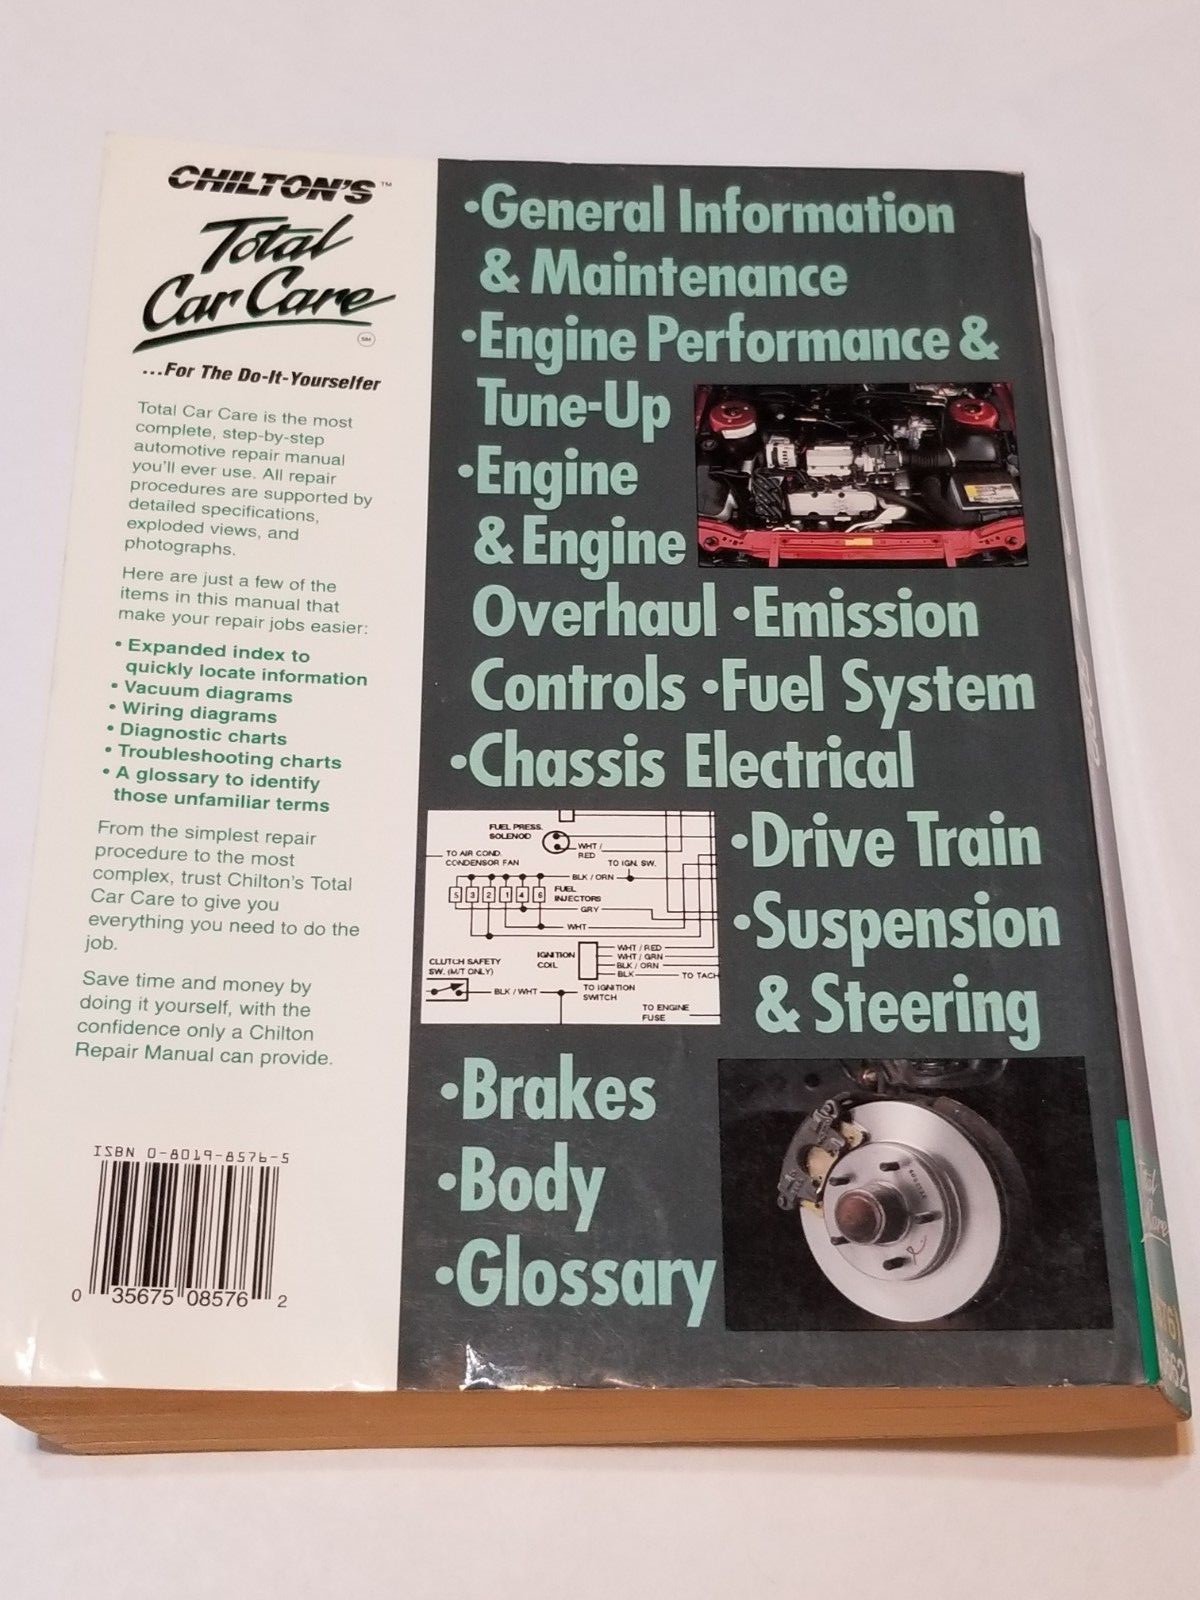 CHILTON'S™
Total
Car Care
SM
...For The Do-It-Yourselfer
Total Car Care is the most
complete, step-by-step
automotive repair manual
you'll ever use. All repair
procedures are supported by
detailed specifications,
exploded views, and
photographs.
Here are just a few of the
items in this manual that
make your repair jobs easier:
• Expanded index to
quickly locate information
• Vacuum diagrams
• Wiring diagrams
• Diagnostic charts
• Troubleshooting charts
• A glossary to identify
those unfamiliar terms
From the simplest repair
procedure to the most
complex, trust Chilton's Total
Car Care to give you
everything you need to do the
job.
Save time and money by
doing it yourself, with the
confidence only a Chilton
Repair Manual can provide.
ISBN 0-8019-8576-5
0 35675 08576 2
•General Information
& Maintenance
•Engine Performance &
Tune-Up
•Engine
& Engine
Overhaul •Emission
Controls •Fuel System
•Chassis Electrical
FUEL PRESS.
SOLENOID
WHT /
RED
TO AIR COND.
CONDENSOR FAN
TO IGN. SW.
BLK / ORN
5 3 2 1 4 6
FUEL
INJECTORS
GRY
WHT
IGNITION
COIL
WHT / RED
WHT / GRN
BLK / ORN
BLK
TO TACH
CLUTCH SAFETY
SW. (M/T ONLY)
BLK / WHT
TO IGNITION
SWITCH
TO ENGINE
FUSE
•Drive Train
•Suspension
& Steering
•Brakes
•Body
•Glossary